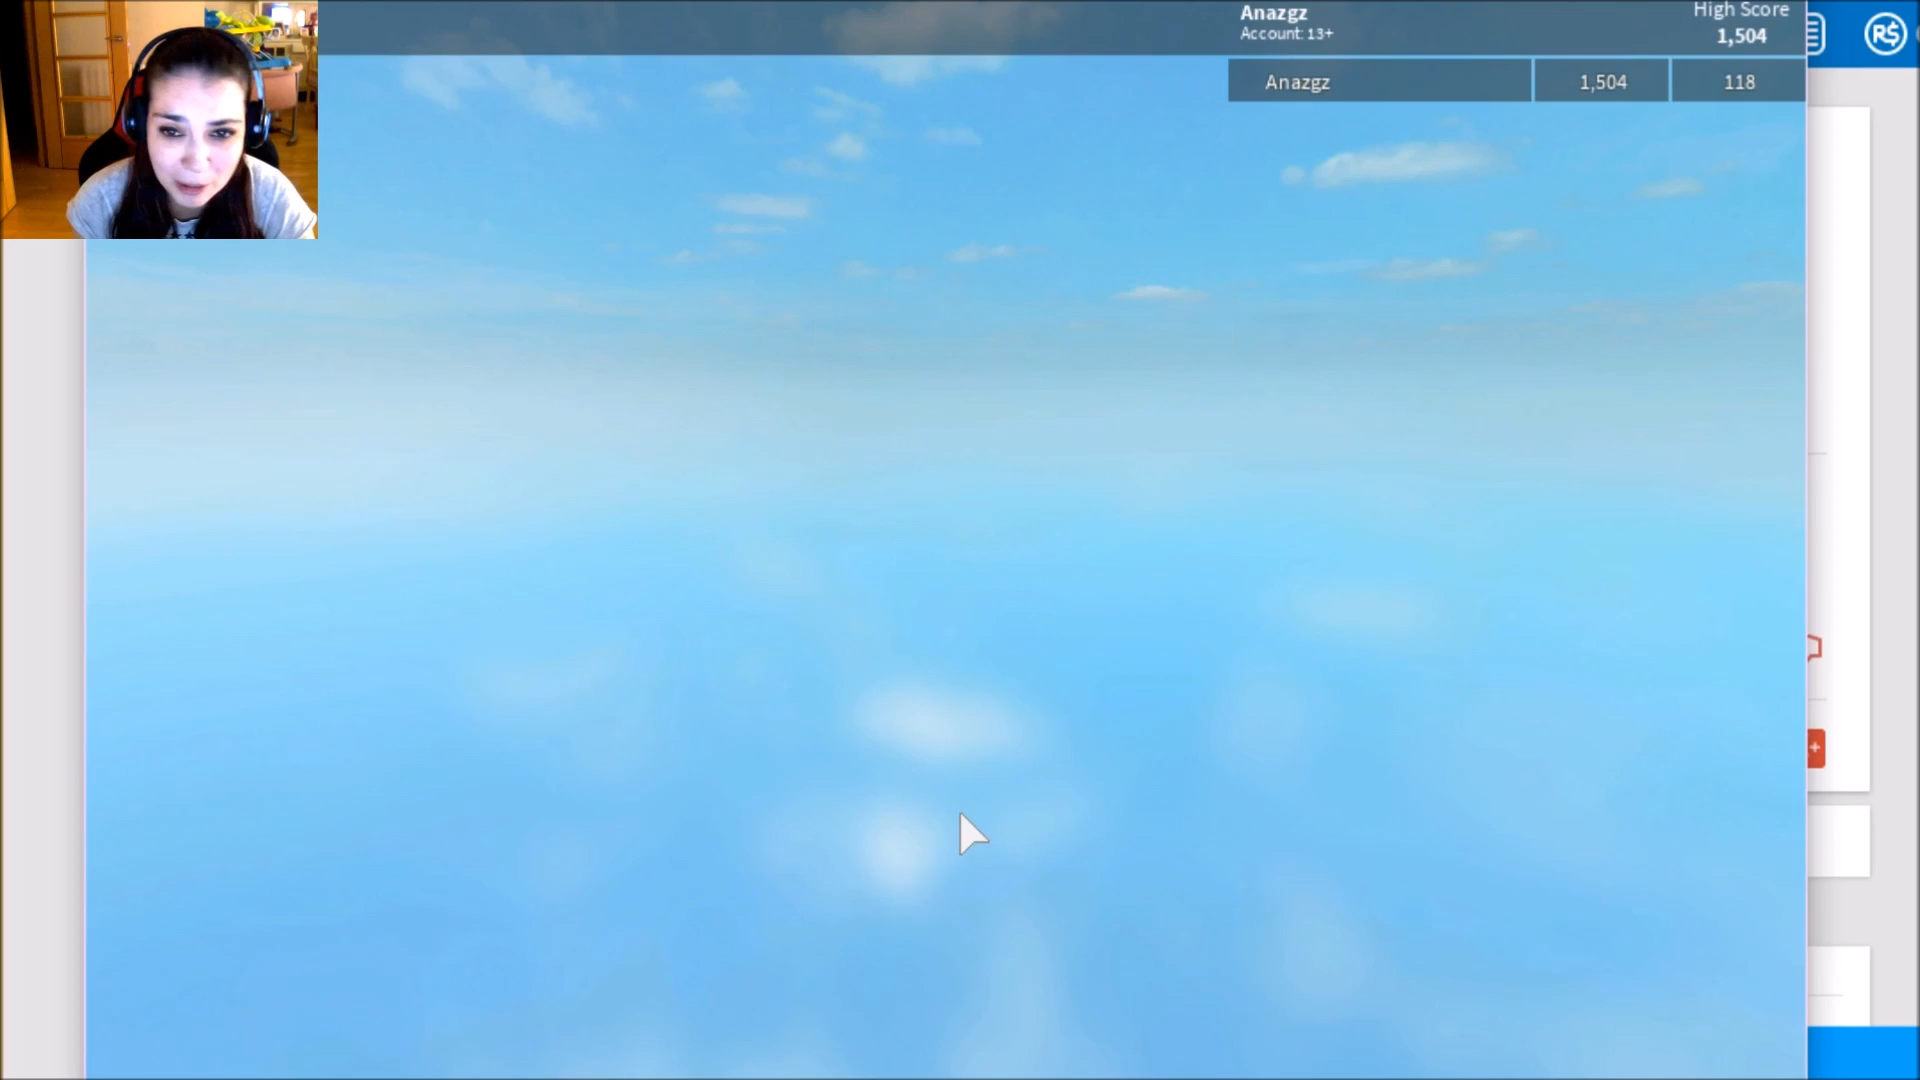 Anazgz
Account: 13+
High Score
1,504
R$
Anazgz 1,504 118